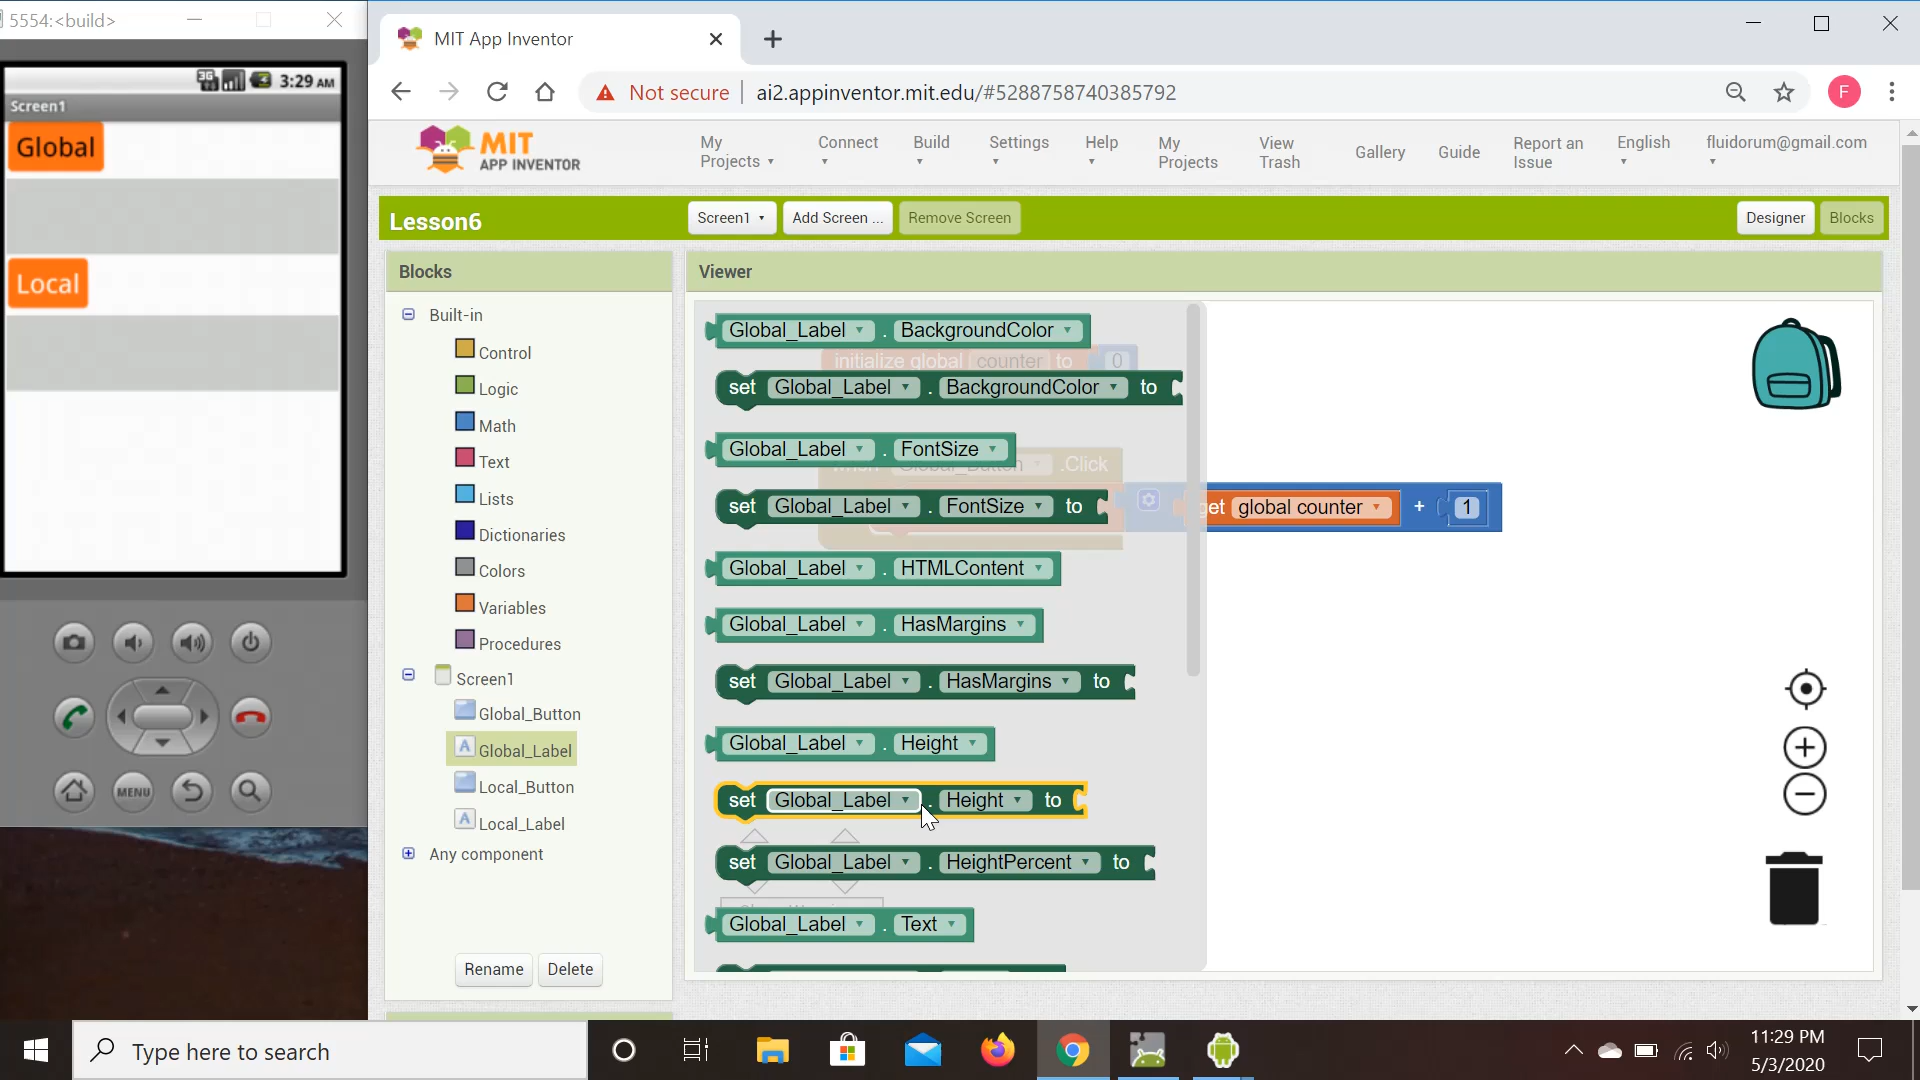 5554:<build>
3G
3:29 AM
Screen1
Global
Local
MENU
MIT App Inventor
Not secure
ai2.appinventor.mit.edu/#5288758740385792
F
MIT
APP INVENTOR
My Projects
Connect
Build
Settings
Help
My Projects
View Trash
Gallery
Guide
Report an Issue
English
fluidorum@gmail.com
Lesson6
Screen1
Add Screen ...
Remove Screen
Designer
Blocks
Blocks
Built-in
Control
Logic
Math
Text
Lists
Dictionaries
Colors
Variables
Procedures
Screen1
Global_Button
A Global_Label
Local_Button
A Local_Label
Any component
Rename
Delete
Viewer
Global_Label . BackgroundColor
initialize global counter to 0
set Global_Label . BackgroundColor to
Global_Label . FontSize
when Global_Button .Click
set Global_Label . FontSize to
get global counter + 1
Global_Label . HTMLContent
Global_Label . HasMargins
set Global_Label . HasMargins to
Global_Label . Height
set Global_Label . Height to
set Global_Label . HeightPercent to
Global_Label . Text
Type here to search
11:29 PM
5/3/2020